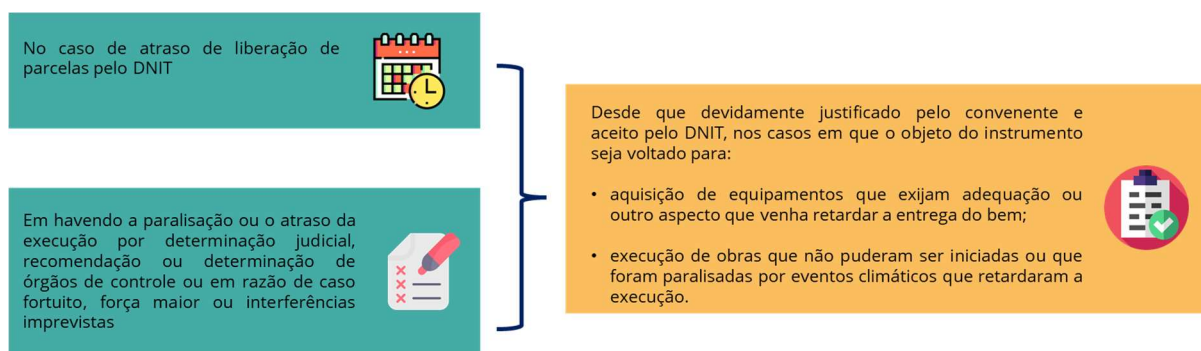 No caso de atraso de liberação de
parcelas pelo DNIT
Em havendo a paralisação ou o atraso da
execução por determinação judicial,
recomendação ou determinação de
órgãos de controle ou em razão de caso
fortuito, força maior ou interferências
imprevistas
Desde que devidamente justificado pelo convenente e
aceito pelo DNIT, nos casos em que o objeto do instrumento
seja voltado para:
• aquisição de equipamentos que exijam adequação ou
outro aspecto que venha retardar a entrega do bem;
• execução de obras que não puderam ser iniciadas ou que
foram paralisadas por eventos climáticos que retardaram a
execução.